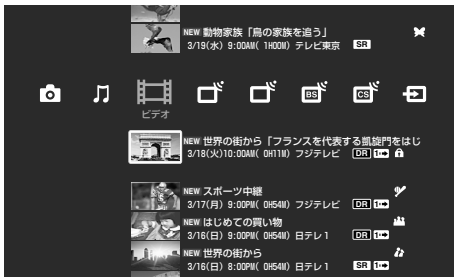 NEW 動物家族「鳥の家族を追う」
3/19(水) 9:00AM( 1H00M) テレビ東京 SR
BS
CS
ビデオ
NEW 世界の街から「フランスを代表する凱旋門をはじ
3/18(火)10:00AM( 0H11M) フジテレビ DR 1
NEW スポーツ中継
3/17(月) 9:00PM( 0H54M) フジテレビ DR 1
NEW はじめての買い物
3/16(日) 9:00PM( 0H54M) 日テレ1 DR 1
NEW 世界の街から
3/16(日) 8:00PM( 0H54M) 日テレ1 SR 1